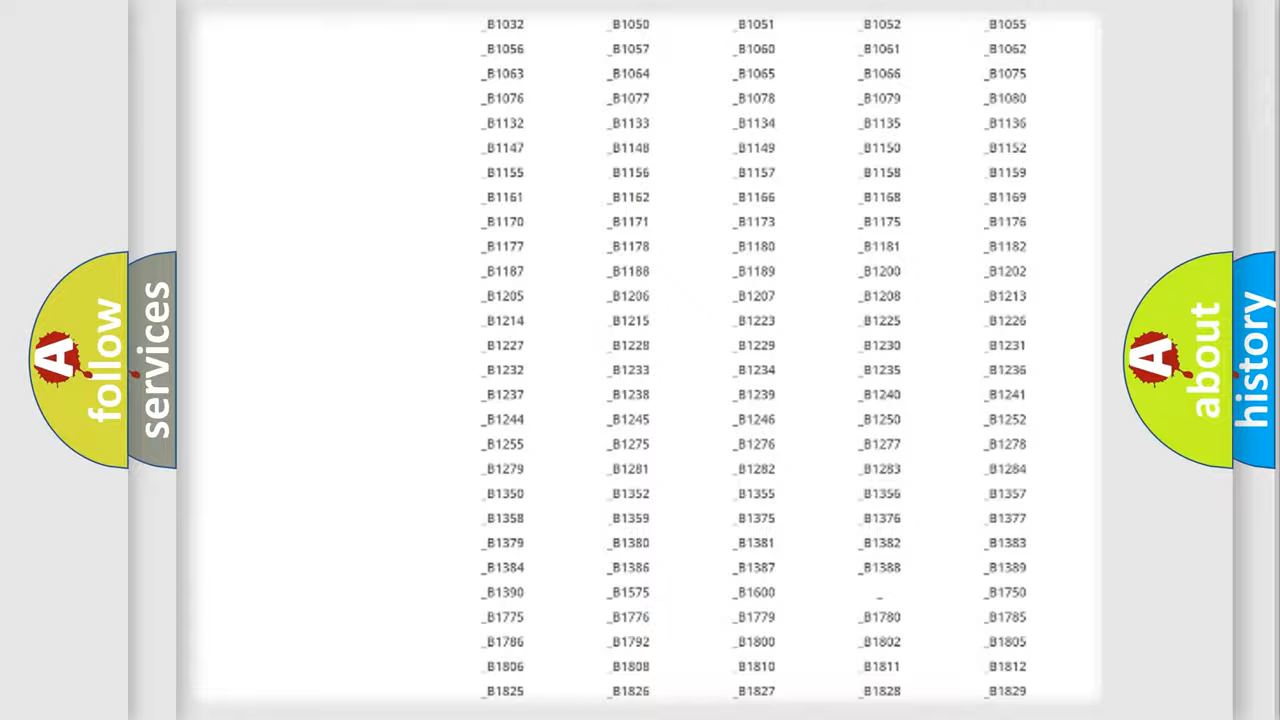 _B1032 _B1050 _B1051 _B1052 _B1055
_B1056 _B1057 _B1060 _B1061 _B1062
_B1063 _B1064 _B1065 _B1066 _B1075
_B1076 _B1077 _B1078 _B1079 _B1080
_B1132 _B1133 _B1134 _B1135 _B1136
_B1147 _B1148 _B1149 _B1150 _B1152
_B1155 _B1156 _B1157 _B1158 _B1159
_B1161 _B1162 _B1166 _B1168 _B1169
_B1170 _B1171 _B1173 _B1175 _B1176
_B1177 _B1178 _B1180 _B1181 _B1182
_B1187 _B1188 _B1189 _B1200 _B1202
_B1205 _B1206 _B1207 _B1208 _B1213
_B1214 _B1215 _B1223 _B1225 _B1226
_B1227 _B1228 _B1229 _B1230 _B1231
_B1232 _B1233 _B1234 _B1235 _B1236
_B1237 _B1238 _B1239 _B1240 _B1241
_B1244 _B1245 _B1246 _B1250 _B1252
_B1255 _B1275 _B1276 _B1277 _B1278
_B1279 _B1281 _B1282 _B1283 _B1284
_B1350 _B1352 _B1355 _B1356 _B1357
_B1358 _B1359 _B1375 _B1376 _B1377
_B1379 _B1380 _B1381 _B1382 _B1383
_B1384 _B1386 _B1387 _B1388 _B1389
_B1390 _B1575 _B1600 _ _B1750
_B1775 _B1776 _B1779 _B1780 _B1785
_B1786 _B1792 _B1800 _B1802 _B1805
_B1806 _B1808 _B1810 _B1811 _B1812
_B1825 _B1826 _B1827 _B1828 _B1829
A
follow
services
A
about
history